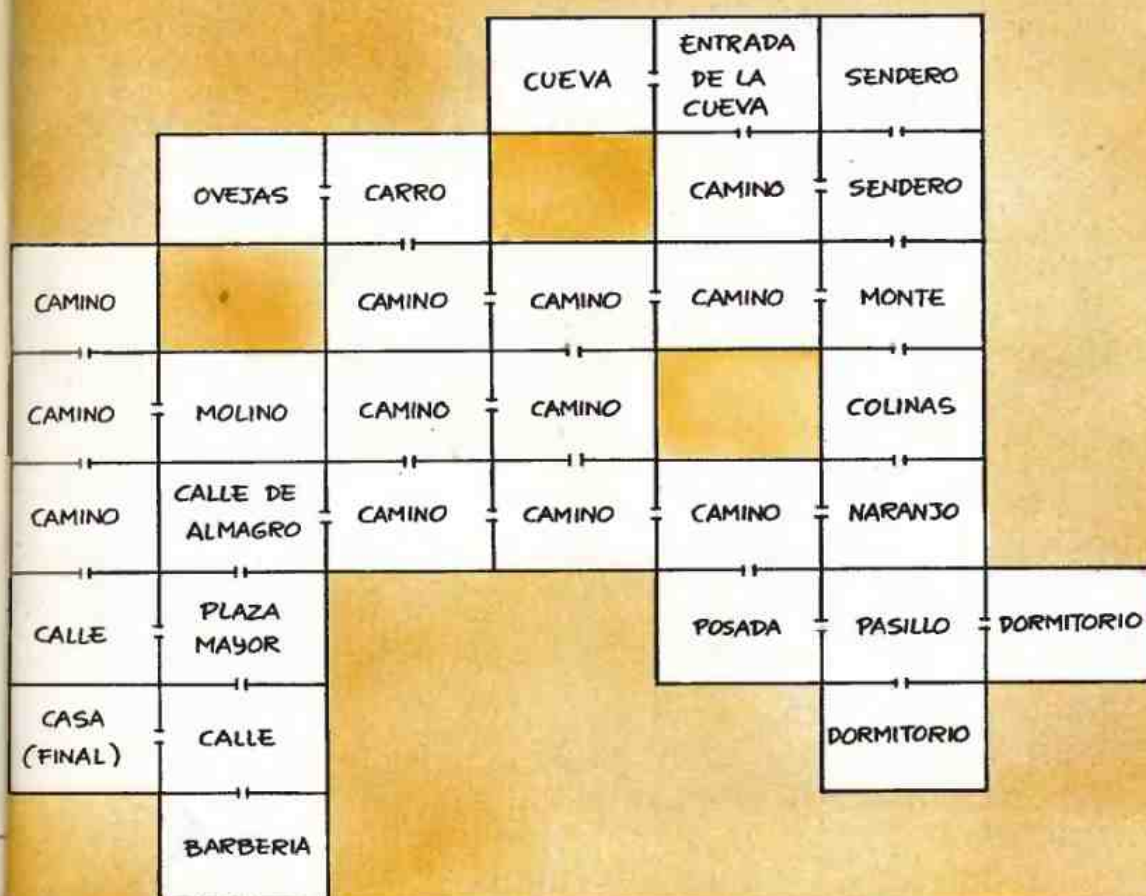 CUEVA
ENTRADA
DE LA
CUEVA
SENDERO
OVEJAS
CARRO
CAMINO
SENDERO
CAMINO
CAMINO
CAMINO
CAMINO
MONTE
CAMINO
MOLINO
CAMINO
CAMINO
COLINAS
CAMINO
CALLE DE
ALMAGRO
CAMINO
CAMINO
CAMINO
NARANJO
CALLE
PLAZA
MAYOR
POSADA
PASILLO
DORMITORIO
CASA
(FINAL)
CALLE
DORMITORIO
BARBERIA